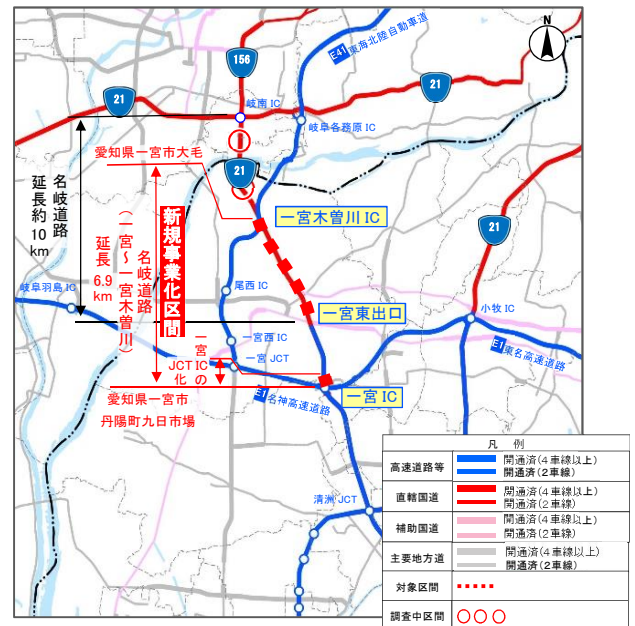 N
E41 東海北陸自動車道
156
21
21
岐南 IC
岐阜各務原 IC
愛知県一宮市大毛
21
名岐道路
延長約10km
新規事業化区間
名岐道路
(一宮~一宮木曽川)
延長 6.9km
一宮木曽川 IC
21
岐阜羽島 IC
尾西 IC
一宮東出口
小牧 IC
一宮西 IC
E1 東名高速道路
一宮 JCT
一宮ICの
JCT化
E1 名神高速道路
一宮 IC
愛知県一宮市
丹陽町九日市場
清洲 JCT
凡 例
高速道路等
開通済(4車線以上)
開通済(2車線)
直轄国道
開通済(4車線以上)
開通済(2車線)
補助国道
開通済(4車線以上)
開通済(2車線)
主要地方道
開通済(4車線以上)
開通済(2車線)
対象区間
調査中区間